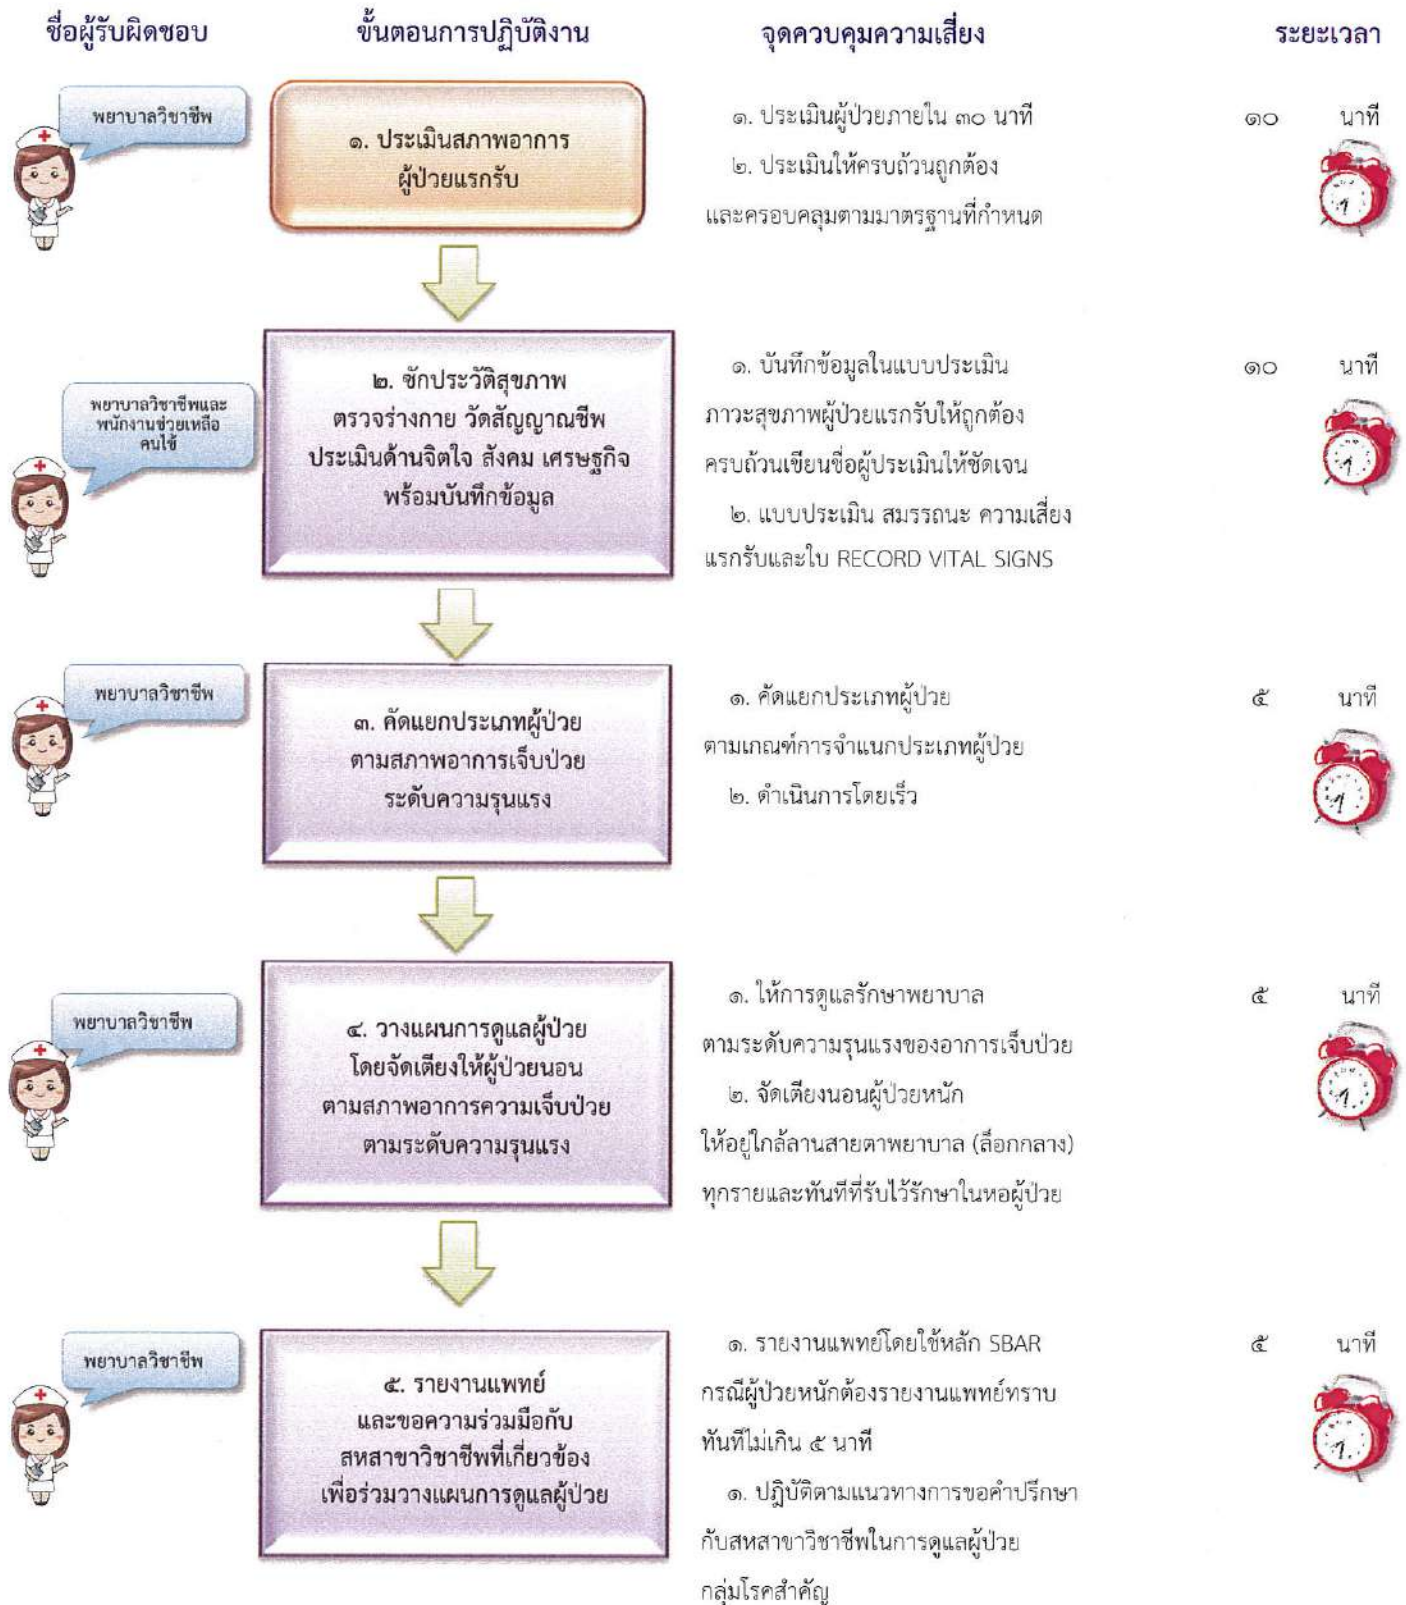 ชื่อผู้รับผิดชอบ ขั้นตอนการปฏิบัติงาน จุดควบคุมความเสี่ยง ระยะเวลา
พยาบาลวิชาชีพ
๑. ประเมินสภาพอาการ
ผู้ป่วยแรกรับ
๑. ประเมินผู้ป่วยภายใน ๓๐ นาที
๒. ประเมินให้ครบถ้วนถูกต้อง
และครอบคลุมตามมาตรฐานที่กำหนด
๑๐ นาที
พยาบาลวิชาชีพและ
พนักงานช่วยเหลือ
คนไข้
๒. ซักประวัติสุขภาพ
ตรวจร่างกาย วัดสัญญาณชีพ
ประเมินด้านจิตใจ สังคม เศรษฐกิจ
พร้อมบันทึกข้อมูล
๑. บันทึกข้อมูลในแบบประเมิน
ภาวะสุขภาพผู้ป่วยแรกรับให้ถูกต้อง
ครบถ้วนเขียนชื่อผู้ประเมินให้ชัดเจน
๒. แบบประเมิน สมรรถนะ ความเสี่ยง
แรกรับและใบ RECORD VITAL SIGNS
๑๐ นาที
พยาบาลวิชาชีพ
๓. คัดแยกประเภทผู้ป่วย
ตามสภาพอาการเจ็บป่วย
ระดับความรุนแรง
๑. คัดแยกประเภทผู้ป่วย
ตามเกณฑ์การจำแนกประเภทผู้ป่วย
๒. ดำเนินการโดยเร็ว
๕ นาที
พยาบาลวิชาชีพ
๔. วางแผนการดูแลผู้ป่วย
โดยจัดเตียงให้ผู้ป่วยนอน
ตามสภาพอาการความเจ็บป่วย
ตามระดับความรุนแรง
๑. ให้การดูแลรักษาพยาบาล
ตามระดับความรุนแรงของอาการเจ็บป่วย
๒. จัดเตียงนอนผู้ป่วยหนัก
ให้อยู่ใกล้ลานสายตาพยาบาล (ล็อกกลาง)
ทุกรายและทันทีที่รับไว้รักษาในหอผู้ป่วย
๕ นาที
พยาบาลวิชาชีพ
๕. รายงานแพทย์
และขอความร่วมมือกับ
สหสาขาวิชาชีพที่เกี่ยวข้อง
เพื่อร่วมวางแผนการดูแลผู้ป่วย
๑. รายงานแพทย์โดยใช้หลัก SBAR
กรณีผู้ป่วยหนักต้องรายงานแพทย์ทราบ
ทันทีไม่เกิน ๕ นาที
๑. ปฎิบัติตามแนวทางการขอคำปรึกษา
กับสหสาขาวิชาชีพในการดูแลผู้ป่วย
กลุ่มโรคสำคัญ
๕ นาที